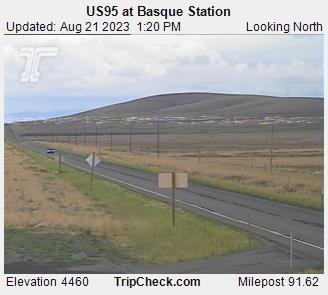 US95 at Basque Station
Updated: Aug 21 2023 1:20 PM Looking North
Elevation 4460 TripCheck.com Milepost 91.62